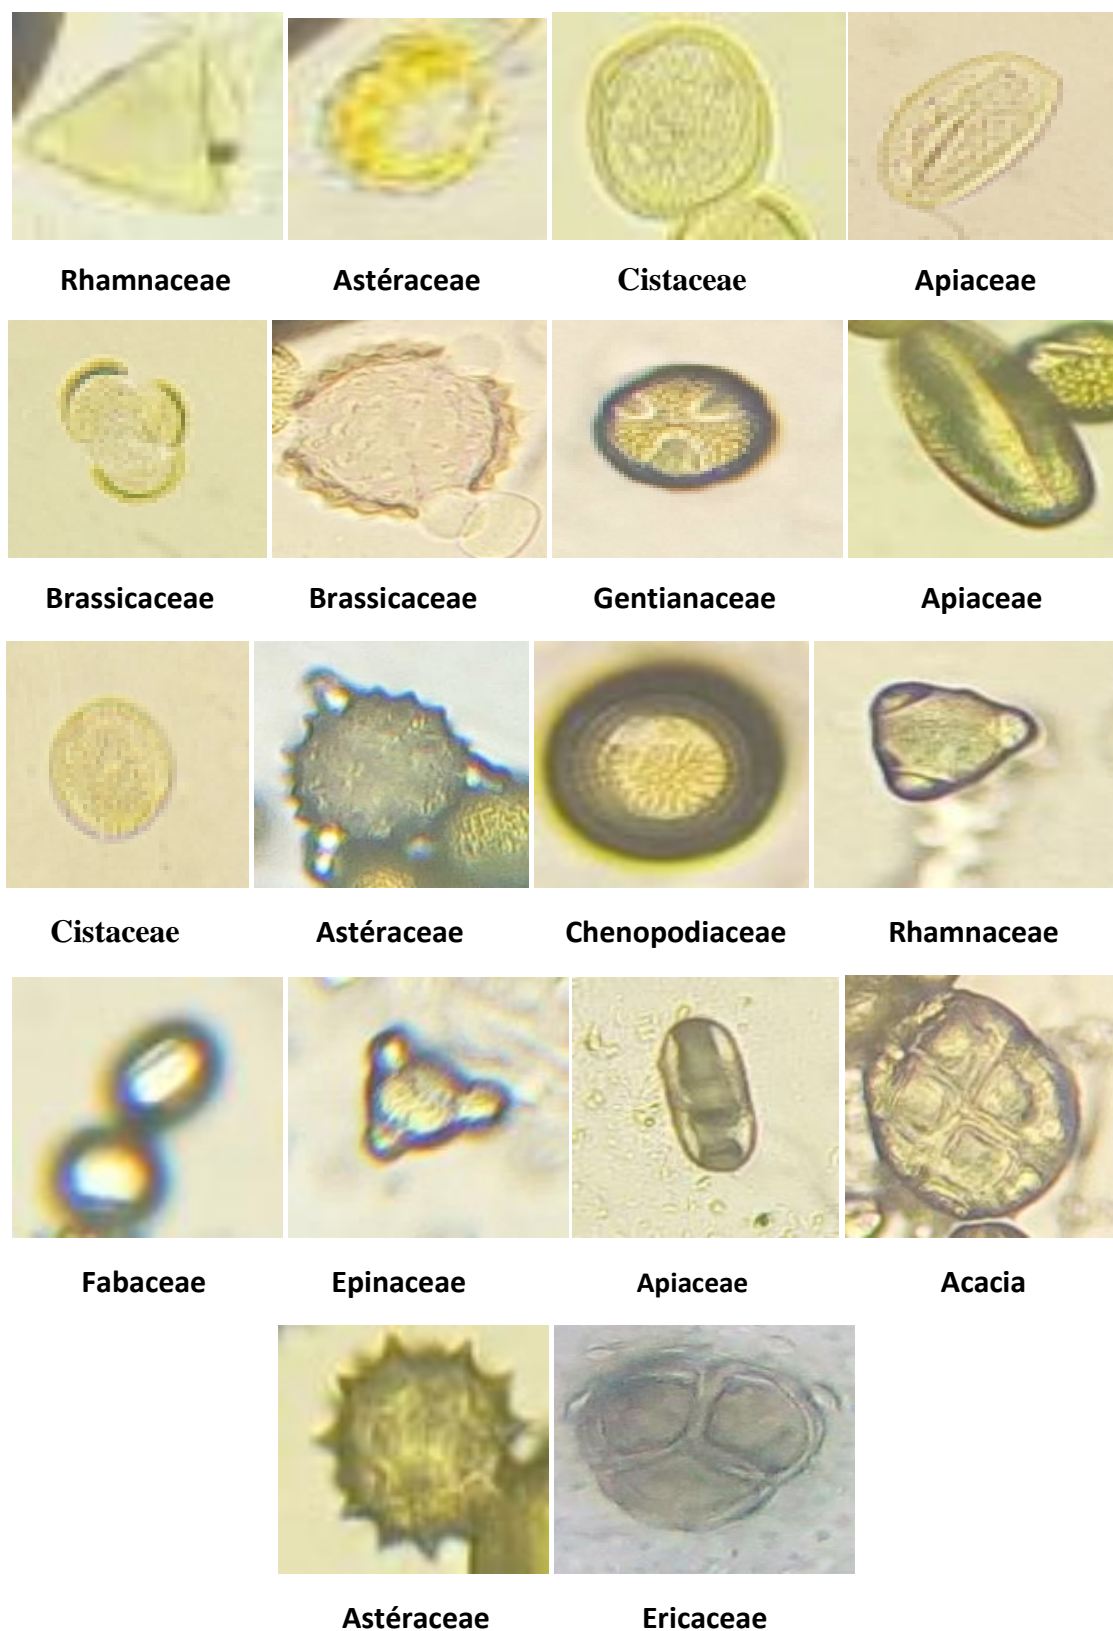 Rhamnaceae Astéraceae Cistaceae Apiaceae
Brassicaceae Brassicaceae Gentianaceae Apiaceae
Cistaceae Astéraceae Chenopodiaceae Rhamnaceae
Fabaceae Epinaceae Apiaceae Acacia
Astéraceae Ericaceae